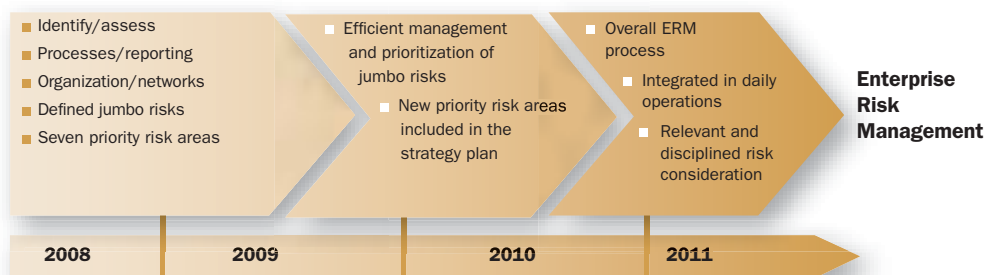 Identify/assess
Processes/reporting
Organization/networks
Defined jumbo risks
Seven priority risk areas
Efficient management
and prioritization of
jumbo risks
New priority risk areas
included in the
strategy plan
Overall ERM
process
Integrated in daily
operations
Relevant and
disciplined risk
consideration
Enterprise
Risk
Management
2008
2009
2010
2011